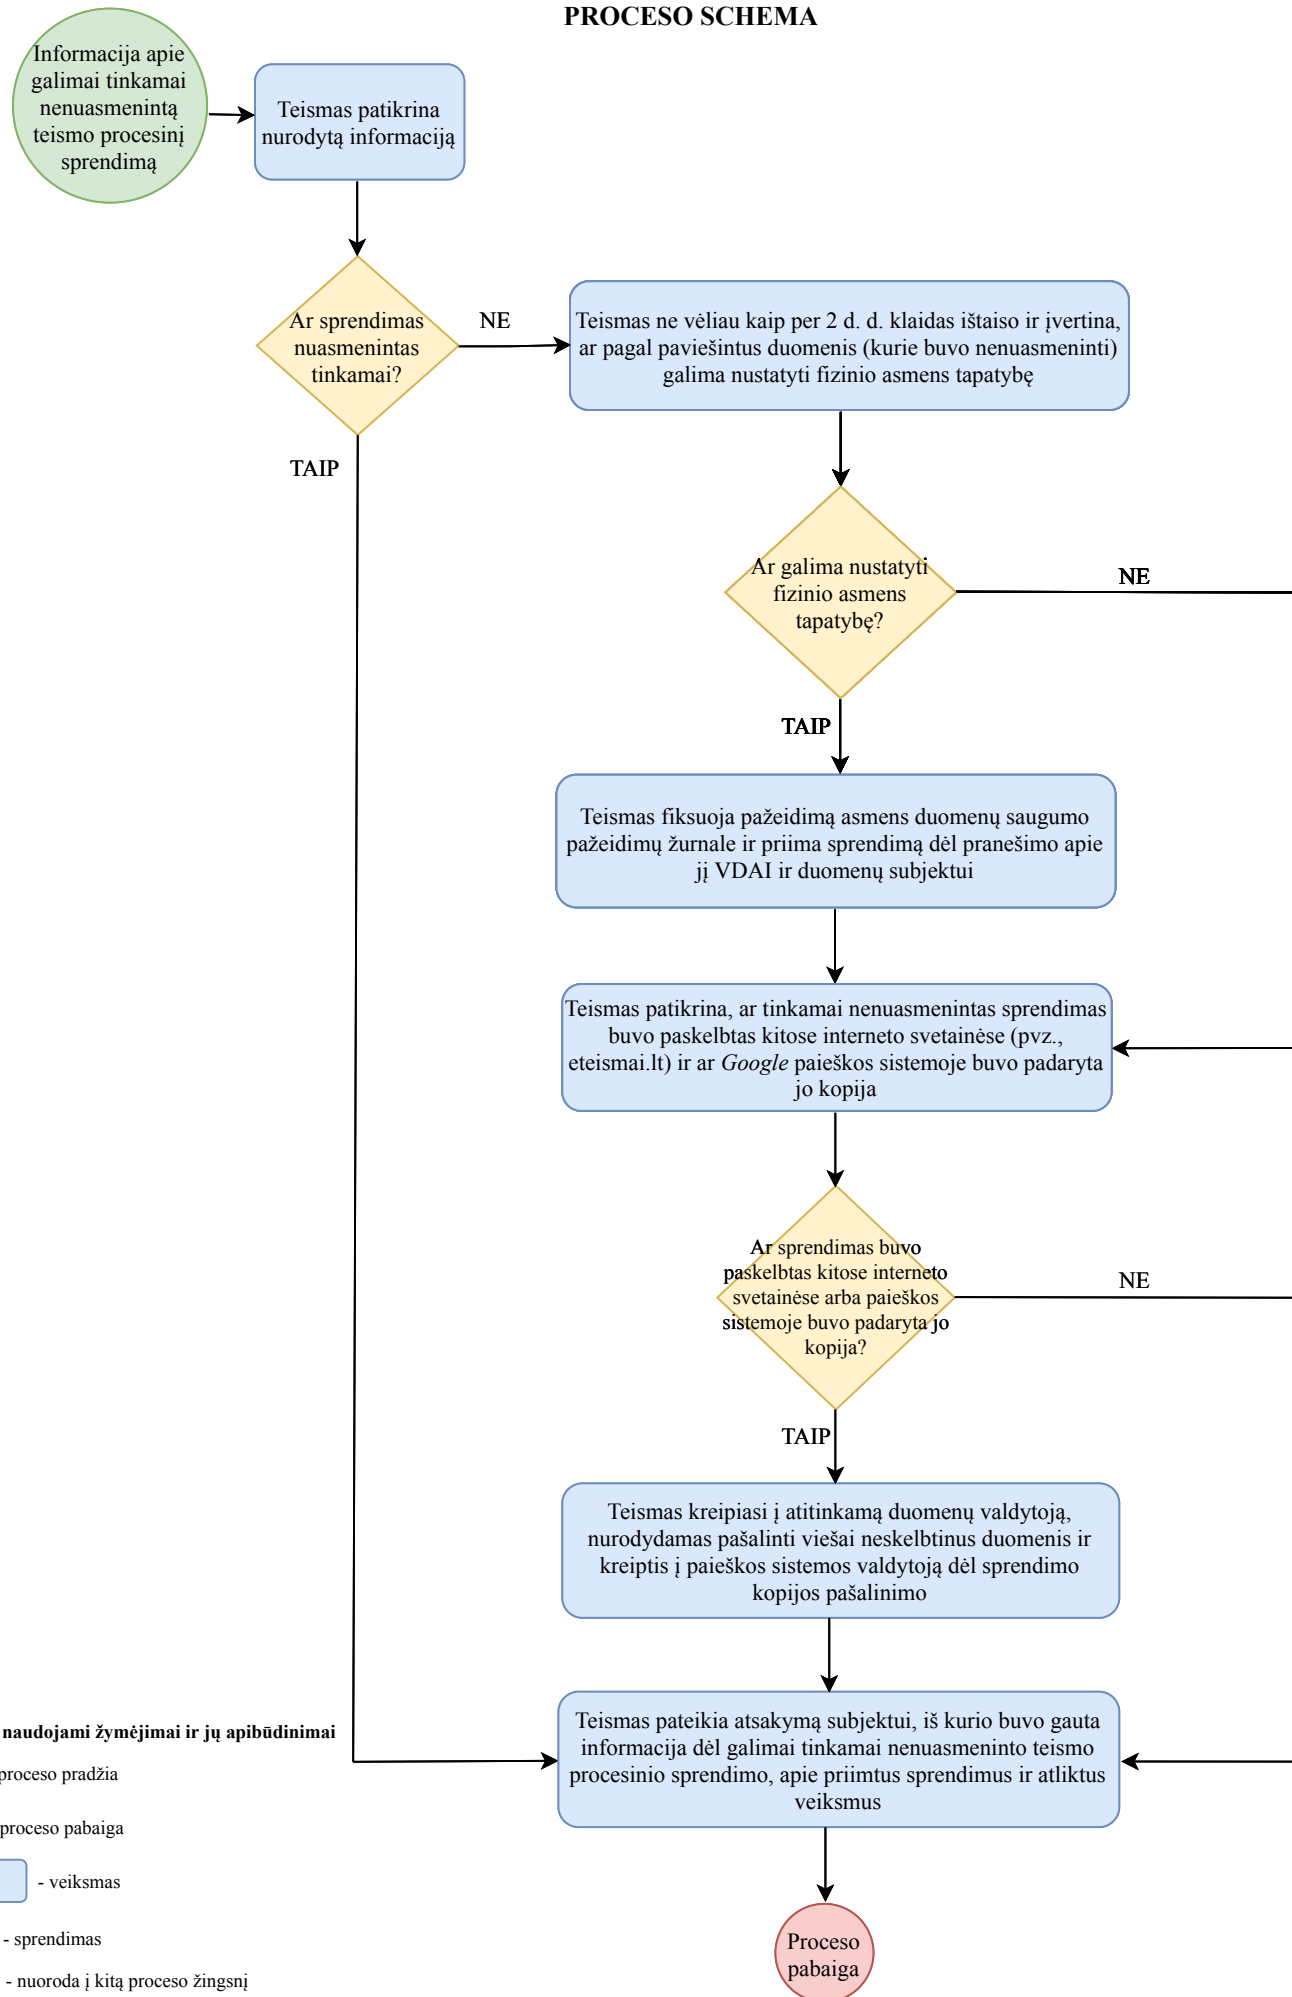 PROCESO SCHEMA
Informacija apie
galimai tinkamai
nenuasmenintą
teismo procesinį
sprendimą
Teismas patikrina
nurodytą informaciją
Ar sprendimas
nuasmenintas
tinkamai?
NE
Teismas ne vėliau kaip per 2 d. d. klaidas ištaiso ir įvertina,
ar pagal paviešintus duomenis (kurie buvo nenuasmeninti)
galima nustatyti fizinio asmens tapatybę
TAIP
Ar galima nustatyti
fizinio asmens
tapatybę?
NE
TAIP
Teismas fiksuoja pažeidimą asmens duomenų saugumo
pažeidimų žurnale ir priima sprendimą dėl pranešimo apie
jį VDAI ir duomenų subjektui
Teismas patikrina, ar tinkamai nenuasmenintas sprendimas
buvo paskelbtas kitose interneto svetainėse (pvz.,
eteismai.lt) ir ar Google paieškos sistemoje buvo padaryta
jo kopija
Ar sprendimas buvo
paskelbtas kitose interneto
svetainėse arba paieškos
sistemoje buvo padaryta jo
kopija?
NE
TAIP
Teismas kreipiasi į atitinkamą duomenų valdytoją,
nurodydamas pašalinti viešai neskelbtinus duomenis ir
kreiptis į paieškos sistemos valdytoją dėl sprendimo
kopijos pašalinimo
Teismas pateikia atsakymą subjektui, iš kurio buvo gauta
informacija dėl galimai tinkamai nenuasmeninto teismo
procesinio sprendimo, apie priimtus sprendimus ir atliktus
veiksmus
naudojami žymėjimai ir jų apibūdinimai
proceso pradžia
proceso pabaiga
- veiksmas
- sprendimas
- nuoroda į kitą proceso žingsnį
Proceso
pabaiga